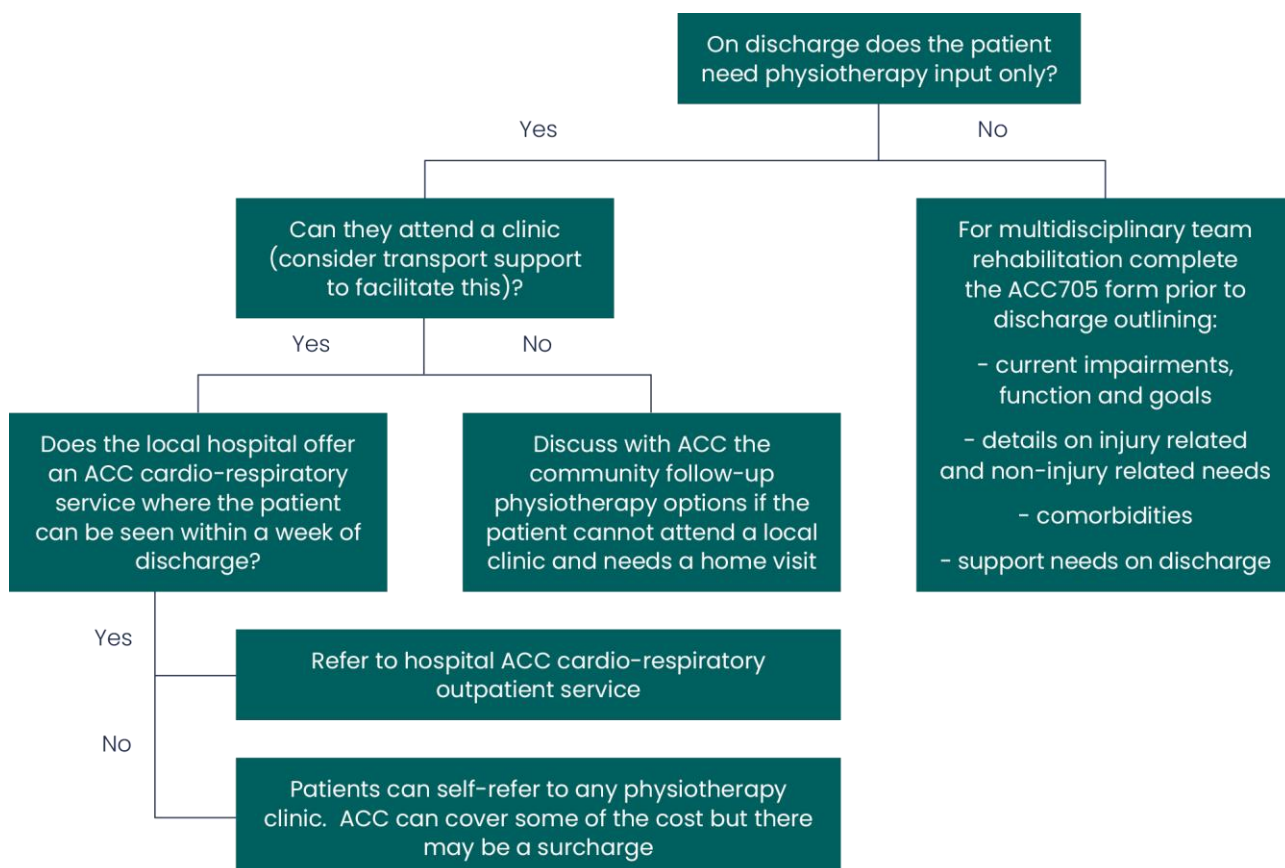 On discharge does the patient
need physiotherapy input only?
Yes
No
Can they attend a clinic
(consider transport support
to facilitate this)?
For multidisciplinary team
rehabilitation complete
the ACC705 form prior to
discharge outlining:
- current impairments,
function and goals
- details on injury related
and non-injury related needs
- comorbidities
- support needs on discharge
Yes
No
Does the local hospital offer
an ACC cardio-respiratory
service where the patient
can be seen within a week of
discharge?
Discuss with ACC the
community follow-up
physiotherapy options if the
patient cannot attend a local
clinic and needs a home visit
Yes
Refer to hospital ACC cardio-respiratory
outpatient service
No
Patients can self-refer to any physiotherapy
clinic.  ACC can cover some of the cost but there
may be a surcharge